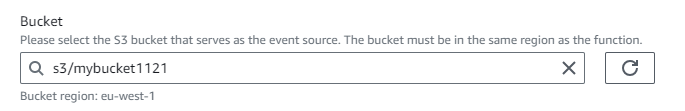 Bucket
Please select the S3 bucket that serves as the event source. The bucket must be in the same region as the function.
s3/mybucket1121
Bucket region: eu-west-1